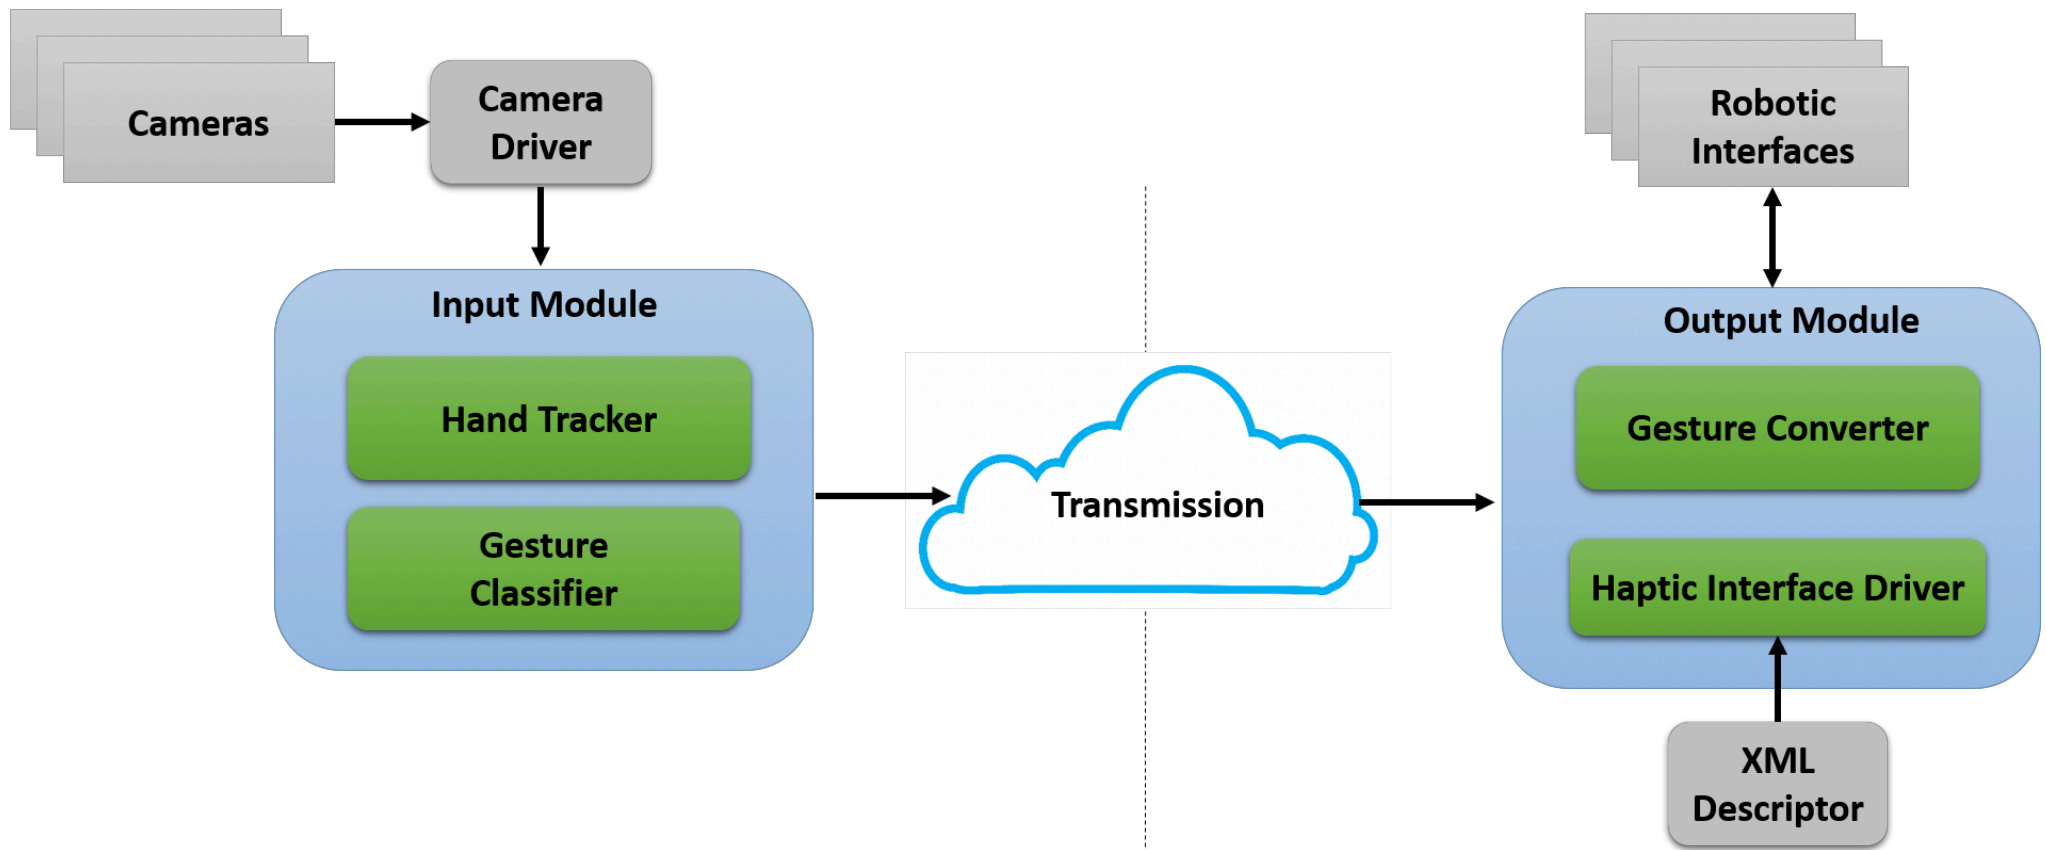 Cameras
Camera
Driver
Input Module
Hand Tracker
Gesture
Classifier
Transmission
Robotic
Interfaces
Output Module
Gesture Converter
Haptic Interface Driver
XML
Descriptor